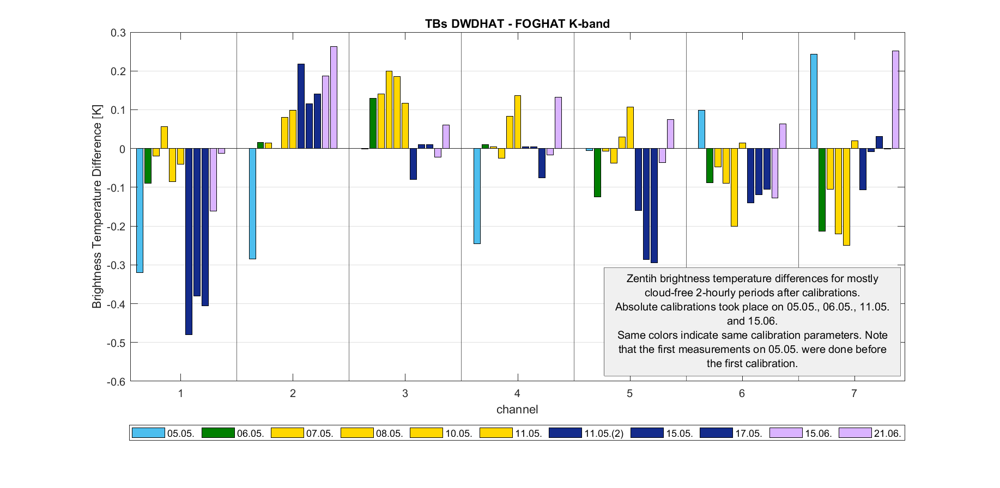 TBs DWDHAT - FOGHAT K-band
Brightness Temperature Difference [K]
0.3
0.2
0.1
0
-0.1
-0.2
-0.3
-0.4
-0.5
-0.6
Zentih brightness temperature differences for mostly
cloud-free 2-hourly periods after calibrations.
Absolute calibrations took place on 05.05., 06.05., 11.05.
and 15.06.
Same colors indicate same calibration parameters. Note
that the first measurements on 05.05. were done before
the first calibration.
1 2 3 4 5 6 7
channel
05.05. 06.05. 07.05. 08.05. 10.05. 11.05. 11.05.(2) 15.05. 17.05. 15.06. 21.06.